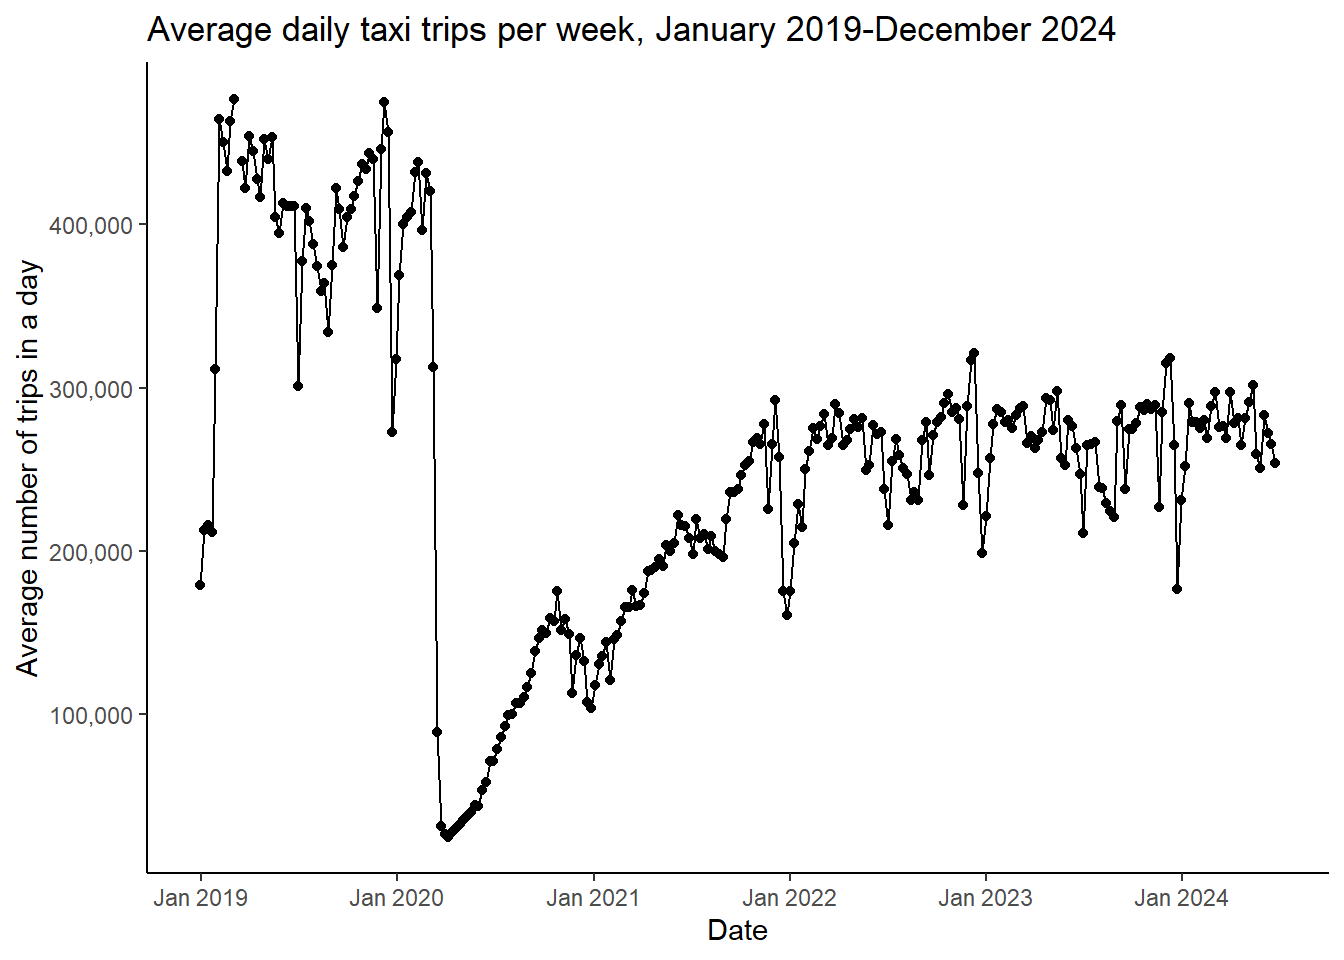 Average daily taxi trips per week, January 2019-December 2024
Average number of trips in a day
400,000
300,000
200,000
100,000
Jan 2019
Jan 2020
Jan 2021
Jan 2022
Jan 2023
Jan 2024
Date